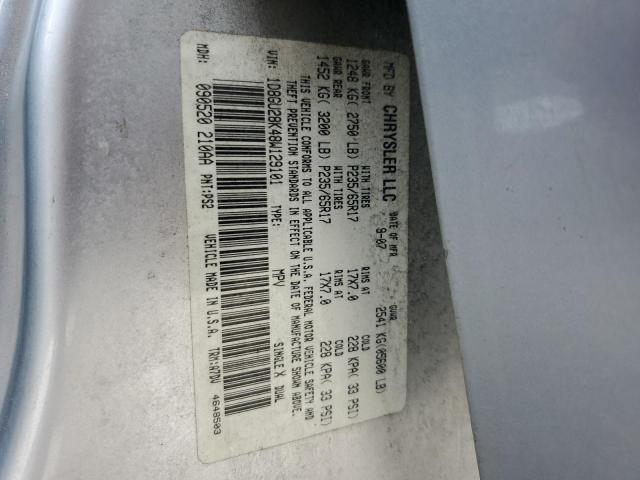 MFD BY CHRYSLER LLC DATE OF MFR 9-07 GVWR 2541 KG(05600 LB)
GAWR FRONT WITH TIRES RIMS AT COLD
1248 KG( 2750 LB) P235/65R17 17X7.0 228 KPA( 33 PSI)
GAWR REAR WITH TIRES RIMS AT COLD
1452 KG( 3200 LB) P235/65R17 17X7.0 228 KPA( 33 PSI)
THIS VEHICLE CONFORMS TO ALL APPLICABLE U.S.A. FEDERAL MOTOR VEHICLE SAFETY AND
THEFT PREVENTION STANDARDS IN EFFECT ON THE DATE OF MANUFACTURE SHOWN ABOVE.
VIN: 1D8GU28K48W129101 TYPE: MPV SINGLE X DUAL
MDH: 090520 210AA PNT:PS2 VEHICLE MADE IN U.S.A. TRM:A7DV 4648503